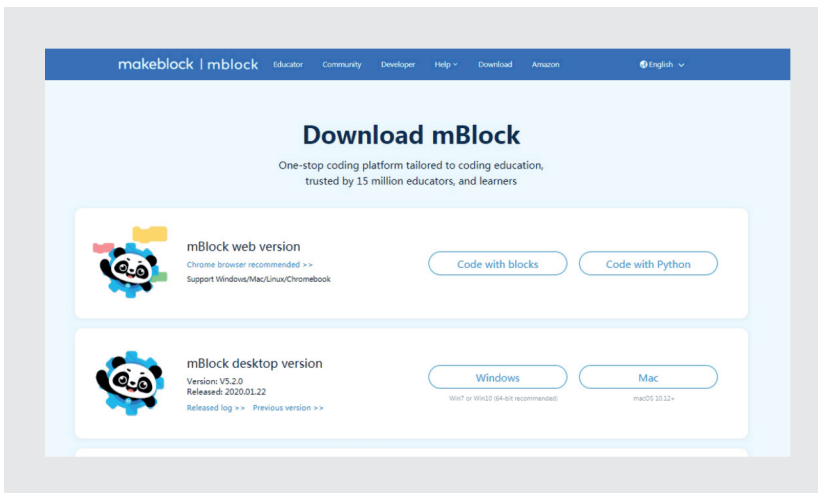 makeblock | mblock Educator Community Developer Help Download Amazon English
Download mBlock
One-stop coding platform tailored to coding education,
trusted by 15 million educators, and learners
mBlock web version
Chrome browser recommended >>
Support Windows/Mac/Linux/Chromebook
Code with blocks
Code with Python
mBlock desktop version
Version: V5.2.0
Released: 2020.01.22
Released log >> Previous version >>
Windows
Win7 or Win10 (64-bit recommended)
Mac
macOS 10.12+